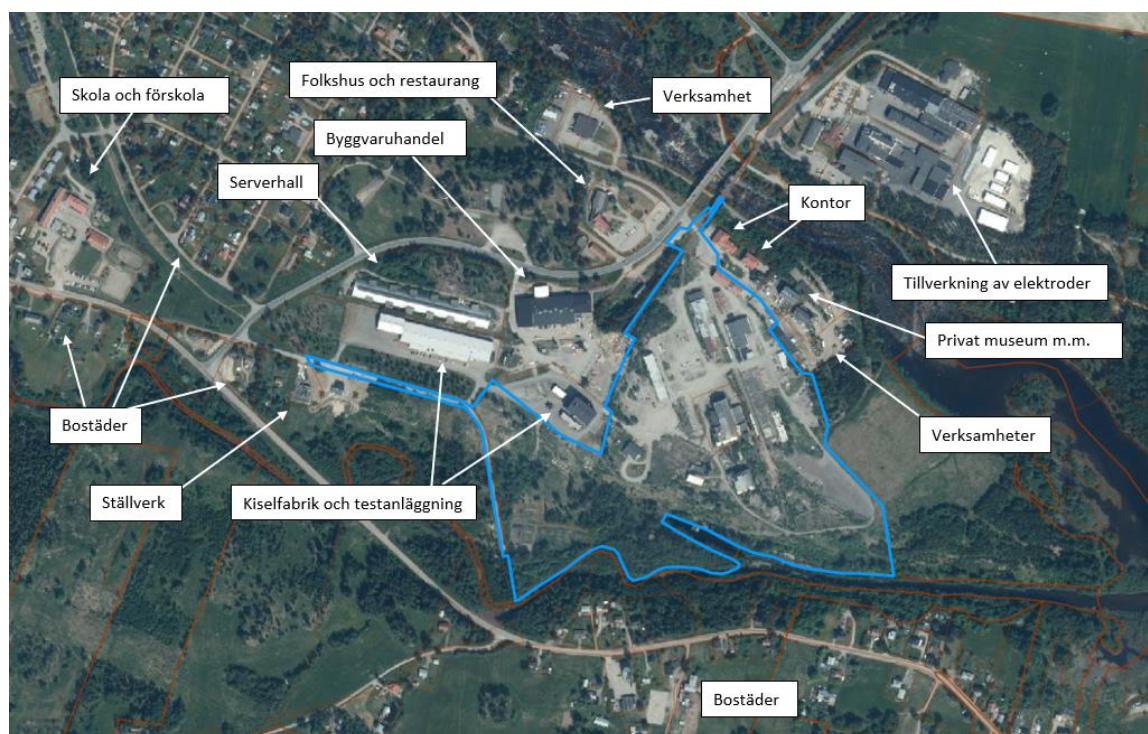 Folkshus och restaurang
Verksamhet
Skola och förskola
Byggvaruhandel
Serverhall
Kontor
Tillverkning av elektroder
Privat museum m.m.
Bostäder
Verksamheter
Ställverk
Kiselfabrik och testanläggning
Bostäder